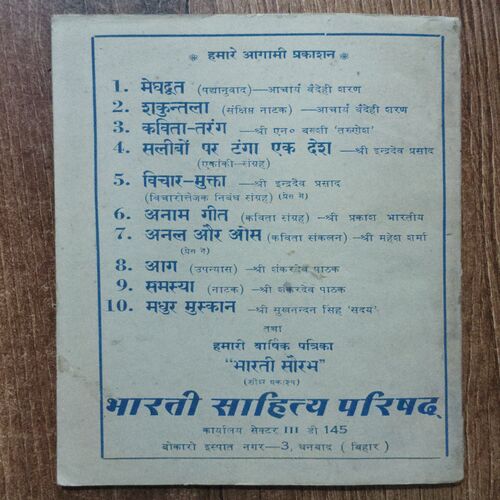 हमारे आगामी प्रकाशन
1. मेघदूत (पद्यानुवाद)—आचार्य वैदेही शरण
2. शकुन्तला (संक्षिप्त नाटक) —आचार्य वैदेही शरण
3. कविता-तरंग —श्री एन० बख्शी 'तरुणेश'
4. सलीबों पर टंगा एक देश —श्री इन्द्रदेव प्रसाद
(एकांकी-संग्रह)
5. विचार-मुक्ता —श्री इन्द्रदेव प्रसाद
(विचारोत्तेजक निबंध संग्रह) (प्रेस में)
6. अनाम गीत (कविता संग्रह) —श्री प्रकाश भारतीय
7. अनल और ओस (कविता संकलन) —श्री महेश शर्मा
(प्रेस में)
8. आग (उपन्यास) —श्री शंकरदेव पाठक
9. समस्या (नाटक) —श्री शंकरदेव पाठक
10. मधुर मुस्कान —श्री सुखनन्दन सिंह 'सदय'
तथा
हमारी वार्षिक पत्रिका
"भारती सौरभ"
(शीघ्र प्रकाश्य)
भारती साहित्य परिषद्
कार्यालय सेक्टर III डी 145
बोकारो इस्पात नगर—3, धनबाद ( बिहार )